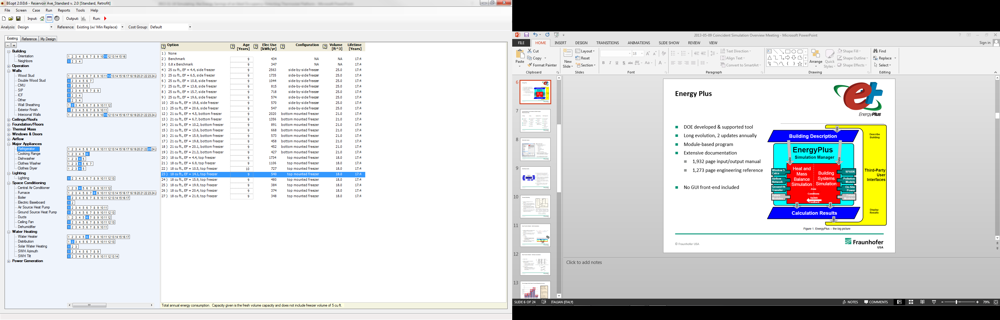 BEopt 2.0.0.6 - Reservoir Ave_Standard v. 2.0 [Standard, Retrofit]
File Screen Case Run Reports Tools Help
Input: Output: Run:
Analysis: Design Reference: Existing (w/ Min Replace) Cost Group: Default
Existing Reference My Design
- +
Building
Orientation 1 2 3 4 5 6 7 8 9 10 11 12 13 14 15 16
Neighbors 1 2 3 4
Operation
Walls
Wood Stud 1 2 3 4 5 6 7 8 9 10 11 12 13 14 15 16 17 18 19 20 21 22 23 24 2
Double Wood Stud 1 2 3 4 5 6 7
CMU 1 2 3 4 5 6
SIP 1 2 3 4 5 6 7 8 9
ICF 1 2 3 4
Other 1 2 3 4
Wall Sheathing 1 2 3 4 5 6 7 8 9 10 11 12
Exterior Finish 1 2 3 4 5 6 7 8 9 10 11
Interzonal Walls 1 2 3 4 5 6 7 8 9 10 11 12 13 14 15 16 17 18 19 20 21 22 23 2
Ceilings/Roofs
Foundation/Floors
Thermal Mass
Windows & Doors
Airflow
Major Appliances
Refrigerator 1 2 3 4 5 6 7 8 9 10 11 12 13 14 15 16 17 18 19 20 21 22 23 24 2
Cooking Range 1 2 3 4 5 6
Dishwasher 1 2 3 4 5
Clothes Washer 1 2 3 4 5 6 7
Clothes Dryer 1 2 3 4 5
Lighting
Lighting 1 2 3 4 5 6 7 8 9 10 11 12 13
Space Conditioning
Central Air Conditioner 1 2 3 4 5 6 7 8 9 10 11 12
Furnace 1 2 3 4 5 6 7 8 9 10 11 12 13 14 15 16 17 18 19 20 21 22 23 24 2
Boiler 1 2 3 4 5 6 7 8 9 10 11 12 13 14 15 16 17
Electric Baseboard 1 2
Air Source Heat Pump 1 2 3 4 5 6 7 8 9 10 11
Ground Source Heat Pump 1 2 3 4 5 6 7 8 9 10 11 12 13
Ducts 1 2 3 4 5 6 7 8 9 10 11 12
Ceiling Fan 1 2 3 4 5 6 7 8 9 10 11 12 13
Dehumidifier 1 2 3 4 5 6 7 8 9 10 11
Water Heating
Water Heater 1 2 3 4 5 6 7 8 9 10 11 12 13 14 15 16 17
Distribution 1 2 3 4 5 6 7 8 9 10 11 12 13
Solar Water Heating 1 2 3
SWH Azimuth 1 2 3 4 5 6 7 8 9
SWH Tilt 1 2 3 4 5 6 7 8 9 10 11 12 13 14
Power Generation
Option Age Elec Use Configuration Volume Lifetime
[Years] [kWh/yr] [ft^3] [Years]
1 ) None
2 ) Benchmark 9 434 NA NA 17.4
3 ) 0.8 x Benchmark 9 347 NA NA 17.4
4 ) 25 cu ft., EF = 4.4, side freezer 9 2563 side-by-side freezer 25.0 17.4
5 ) 25 cu ft., EF = 6.5, side freezer 9 1735 side-by-side freezer 25.0 17.4
6 ) 25 cu ft., EF = 10.8, side freezer 9 1044 side-by-side freezer 25.0 17.4
7 ) 25 cu ft., EF = 13.8, side freezer 9 815 side-by-side freezer 25.0 17.4
8 ) 25 cu ft., EF = 15.7, side freezer 9 718 side-by-side freezer 25.0 17.4
9 ) 25 cu ft., EF = 19.6, side freezer 9 574 side-by-side freezer 25.0 17.4
10 ) 25 cu ft., EF = 19.8, side freezer 9 570 side-by-side freezer 25.0 17.4
11 ) 25 cu ft., EF = 20.6, side freezer 9 547 side-by-side freezer 25.0 17.4
12 ) 21 cu ft., EF = 4.5, bottom freezer 9 2020 bottom mounted freezer 21.0 17.4
13 ) 21 cu ft., EF = 6.7, bottom freezer 9 1356 bottom mounted freezer 21.0 17.4
14 ) 21 cu ft., EF = 10.2, bottom freezer 9 891 bottom mounted freezer 21.0 17.4
15 ) 21 cu ft., EF = 13.6, bottom freezer 9 668 bottom mounted freezer 21.0 17.4
16 ) 21 cu ft., EF = 15.9, bottom freezer 9 573 bottom mounted freezer 21.0 17.4
17 ) 21 cu ft., EF = 19.8, bottom freezer 9 458 bottom mounted freezer 21.0 17.4
18 ) 21 cu ft., EF = 20.1, bottom freezer 9 452 bottom mounted freezer 21.0 17.4
19 ) 21 cu ft., EF = 21.3, bottom freezer 9 427 bottom mounted freezer 21.0 17.4
20 ) 18 cu ft., EF = 4.4, top freezer 9 1734 top mounted freezer 18.0 17.4
21 ) 18 cu ft., EF = 6.9, top freezer 9 1106 top mounted freezer 18.0 17.4
22 ) 18 cu ft., EF = 10.5, top freezer 10 727 top mounted freezer 18.0 17.4
23 ) 18 cu ft., EF = 14.1, top freezer 9 540 top mounted freezer 18.0 17.4
24 ) 18 cu ft., EF = 15.9, top freezer 9 480 top mounted freezer 18.0 17.4
25 ) 18 cu ft., EF = 19.9, top freezer 9 384 top mounted freezer 18.0 17.4
26 ) 18 cu ft., EF = 20.4, top freezer 9 374 top mounted freezer 18.0 17.4
27 ) 18 cu ft., EF = 21.9, top freezer 9 348 top mounted freezer 18.0 17.4
Total annual energy consumption. Capacity given is the fresh volume capacity and does not include freezer volume of 5 cu ft.
2013-05-09 Coincident Simulation Overview Meeting - Microsoft PowerPoint
FILE HOME INSERT DESIGN TRANSITIONS ANIMATIONS SLIDE SHOW REVIEW VIEW Sign in
Paste Cut Copy Format Painter
Clipboard
New Slide Layout Reset Section
Slides
18
B I U S abc AV Aa A
Font
Text Direction Align Text Convert to SmartArt
Paragraph
Arrange Quick Styles Shape Fill Shape Outline Shape Effects
Drawing
Find Replace Select
Editing
6
7
8
9
10
11
12
13
Energy Plus
EnergyPlus
DOE developed & supported tool
Long evolution, 2 updates annually
Module-based program
Extensive documentation
1,932 page input/output manual
1,273 page engineering reference
No GUI front-end included
Data
Building Description
Describe Building
EnergyPlus
Simulation Manager
Data Data
Window 5 Calcs
Airflow Network
Ground Ht Transfer
Future Modules
Heat and Mass Balance Simulation
Building Systems Simulation
Zone Conditions
Update Feedback
SPARK
Pollution Models
On-Site Power
Future Modules
Third-Party User Interfaces
Data Data
Calculation Results
Display Results
Data
Figure 1. EnergyPlus -- the big picture
© Fraunhofer USA
Fraunhofer
USA
Click to add notes
SLIDE 6 OF 24 ITALIAN (ITALY) NOTES COMMENTS 79%